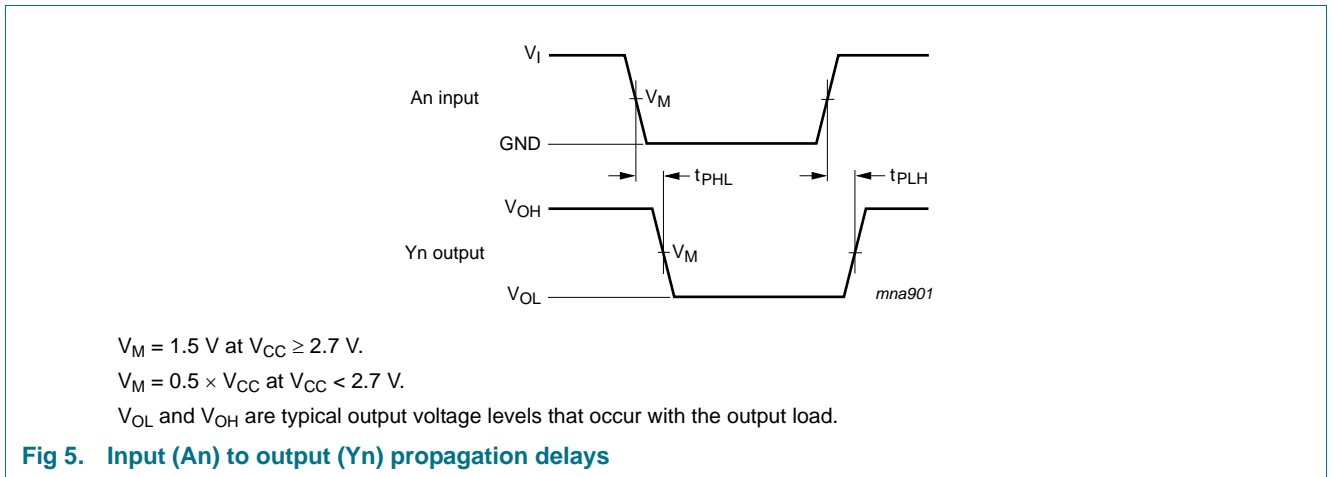 VI
An input
VM
GND
tPHL
tPLH
VOH
Yn output
VM
VOL
mna901
VM = 1.5 V at VCC ≥ 2.7 V.
VM = 0.5 × VCC at VCC < 2.7 V.
VOL and VOH are typical output voltage levels that occur with the output load.
Fig 5. Input (An) to output (Yn) propagation delays